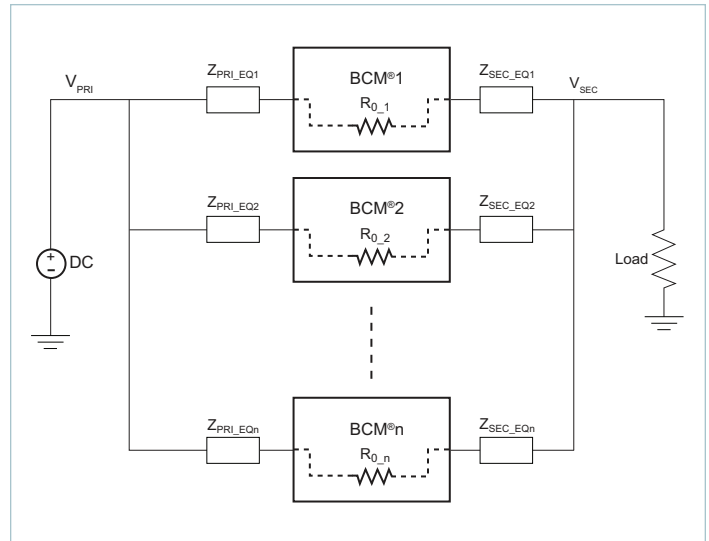 Z_PRI_EQ1
BCM®1
Z_SEC_EQ1
V_PRI
R_0_1
V_SEC
Z_PRI_EQ2
BCM®2
Z_SEC_EQ2
R_0_2
+
−
DC
Load
Z_PRI_EQn
BCM®n
Z_SEC_EQn
R_0_n